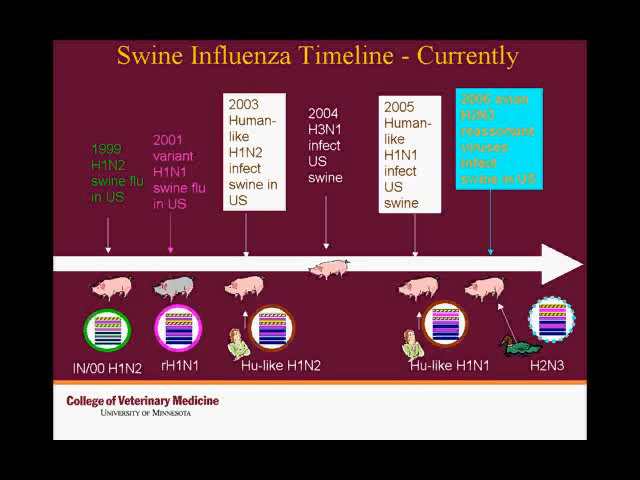 Swine Influenza Timeline - Currently
1999
H1N2
swine flu
in US
2001
variant
H1N1
swine flu
in US
2003
Human-
like
H1N2
infect
swine in
US
2004
H3N1
infect
US
swine
2005
Human-
like
H1N1
infect
US
swine
2006 avian
H2N3
reassortant
viruses
infect
swine in US
IN/00 H1N2
rH1N1
Hu-like H1N2
Hu-like H1N1
H2N3
College of Veterinary Medicine
University of Minnesota